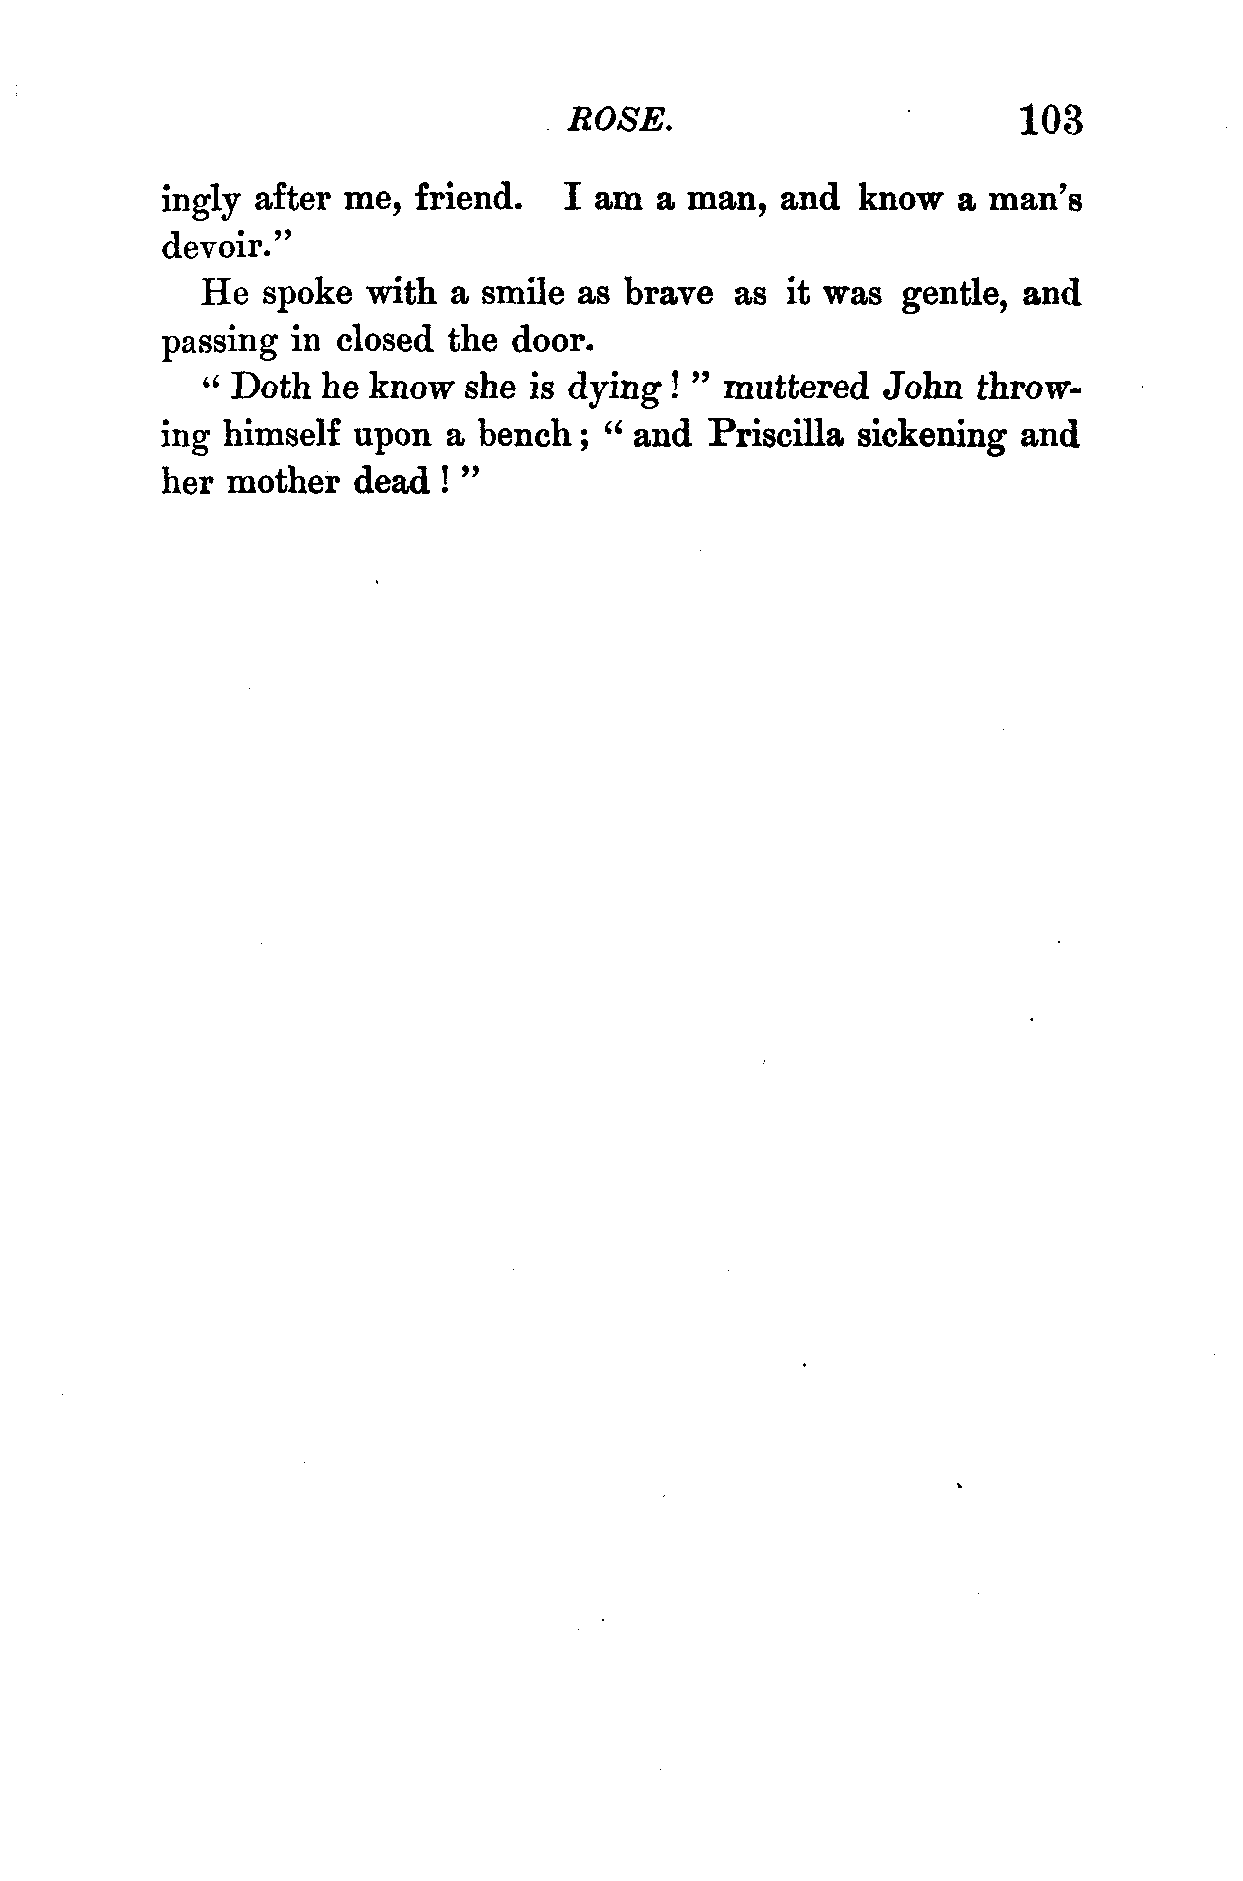 ROSE. 103
ingly after me, friend. I am a man, and know a man's
devoir."
He spoke with a smile as brave as it was gentle, and
passing in closed the door.
" Doth he know she is dying ! " muttered John throw-
ing himself upon a bench ; " and Priscilla sickening and
her mother dead ! "